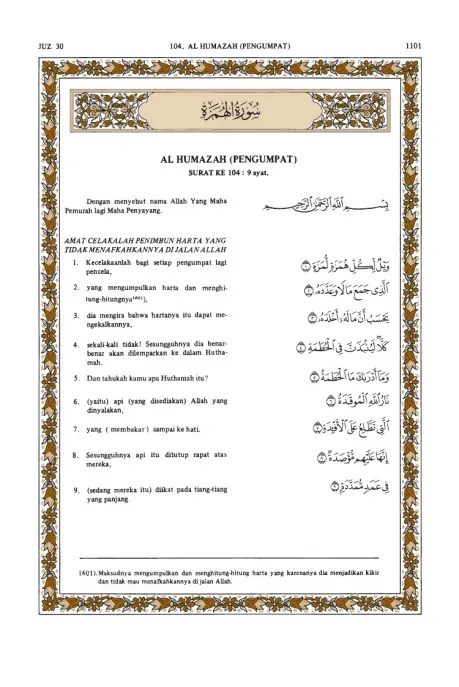 JUZ 30 104. AL HUMAZAH (PENGUMPAT) 1101
سورة الهمزة
AL HUMAZAH (PENGUMPAT)
SURAT KE 104 : 9 ayat.
Dengan menyebut nama Allah Yang Maha
Pemurah lagi Maha Penyayang.
بِسْمِ اللَّهِ الرَّحْمَٰنِ الرَّحِيمِ
AMAT CELAKALAH PENIMBUN HARTA YANG
TIDAK MENAFKAHKANNYA DI JALAN ALLAH
1. Kecelakaanlah bagi setiap pengumpat lagi
pencela,
وَيْلٌ لِّكُلِّ هُمَزَةٍ لُّمَزَةٍ ۝١
2. yang mengumpulkan harta dan menghi-
tung-hitungnya1601),
الَّذِي جَمَعَ مَالًا وَعَدَّدَهُ ۝٢
3. dia mengira bahwa hartanya itu dapat me-
ngekalkannya,
يَحْسَبُ أَنَّ مَالَهُ أَخْلَدَهُ ۝٣
4. sekali-kali tidak! Sesungguhnya dia benar-
benar akan dilemparkan ke dalam Hutha-
mah.
كَلَّا لَيُنبَذَنَّ فِي الْحُطَمَةِ ۝٤
5. Dan tahukah kamu apa Huthamah itu?
وَمَا أَدْرَاكَ مَا الْحُطَمَةُ ۝٥
6. (yaitu) api (yang disediakan) Allah yang
dinyalakan,
نَارُ اللَّهِ الْمُوقَدَةُ ۝٦
7. yang ( membakar ) sampai ke hati.
الَّتِي تَطَّلِعُ عَلَى الْأَفْئِدَةِ ۝٧
8. Sesungguhnya api itu ditutup rapat atas
mereka,
إِنَّهَا عَلَيْهِم مُّؤْصَدَةٌ ۝٨
9. (sedang mereka itu) diikat pada tiang-tiang
yang panjang.
فِي عَمَدٍ مُّمَدَّدَةٍ ۝٩
1601). Maksudnya mengumpulkan dan menghitung-hitung harta yang karenanya dia menjadikan kikir
dan tidak mau menafkahkannya di jalan Allah.